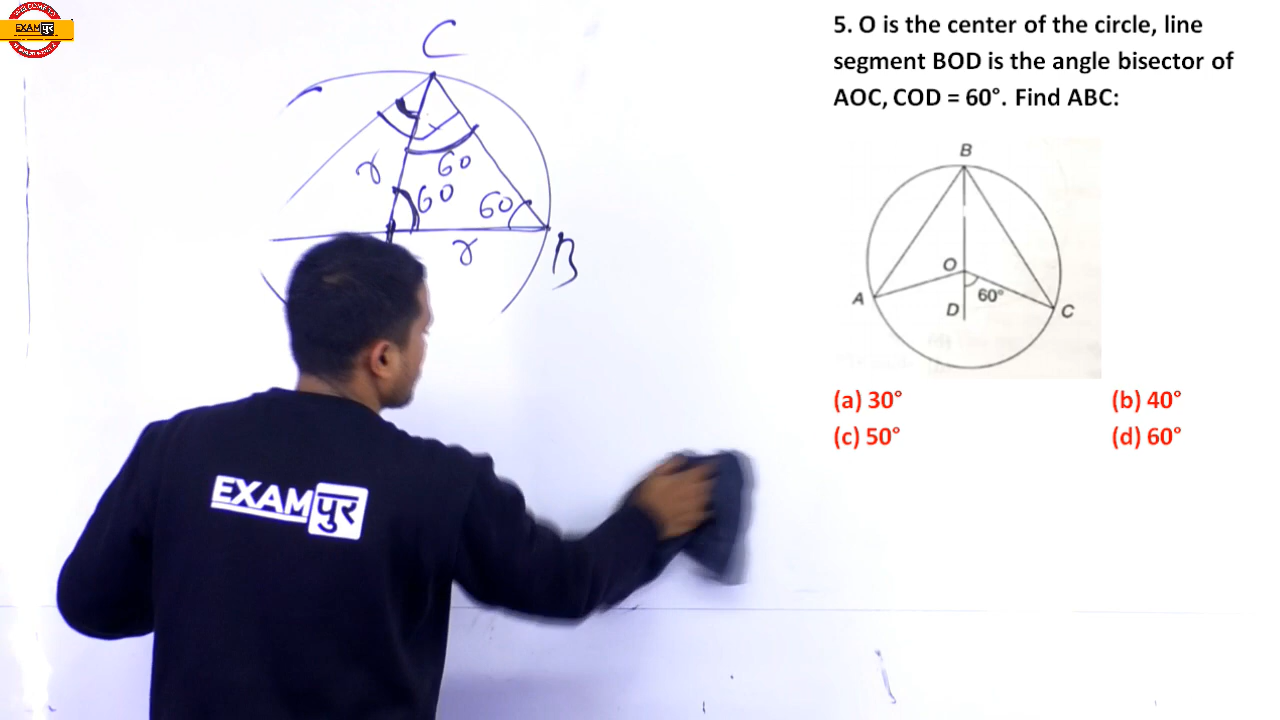 EXAMपुर
C
r
60
60
60
r
B
5. O is the center of the circle, line
segment BOD is the angle bisector of
AOC, COD = 60°. Find ABC:
B
O
60°
A
D
C
(a) 30°
(b) 40°
(c) 50°
(d) 60°
EXAMपुर